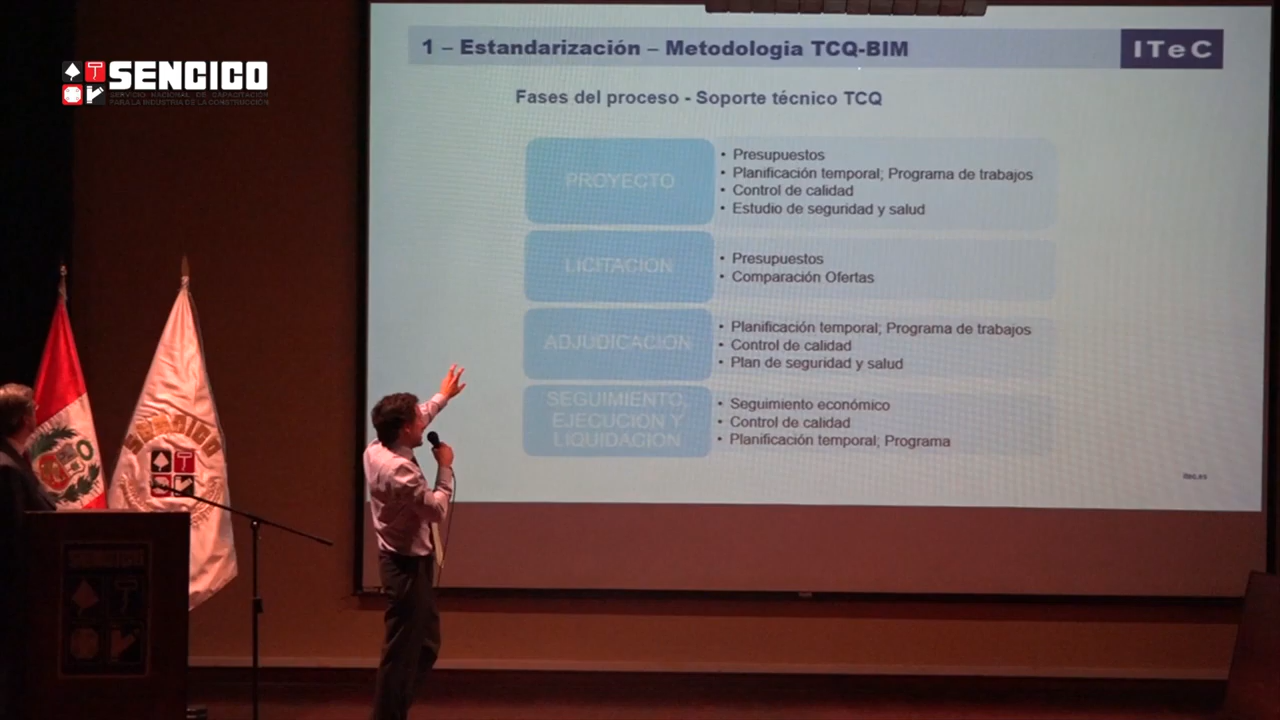 SENCICO
SERVICIO NACIONAL DE CAPACITACIÓN
PARA LA INDUSTRIA DE LA CONSTRUCCIÓN
1 – Estandarización – Metodologia TCQ-BIM
ITeC
Fases del proceso - Soporte técnico TCQ
PROYECTO
• Presupuestos
• Planificación temporal; Programa de trabajos
• Control de calidad
• Estudio de seguridad y salud
LICITACION
• Presupuestos
• Comparación Ofertas
ADJUDICACION
• Planificación temporal; Programa de trabajos
• Control de calidad
• Plan de seguridad y salud
SEGUIMIENTO,
EJECUCION Y
LIQUIDACION
• Seguimiento económico
• Control de calidad
• Planificación temporal; Programa
itec.es
SENCICO